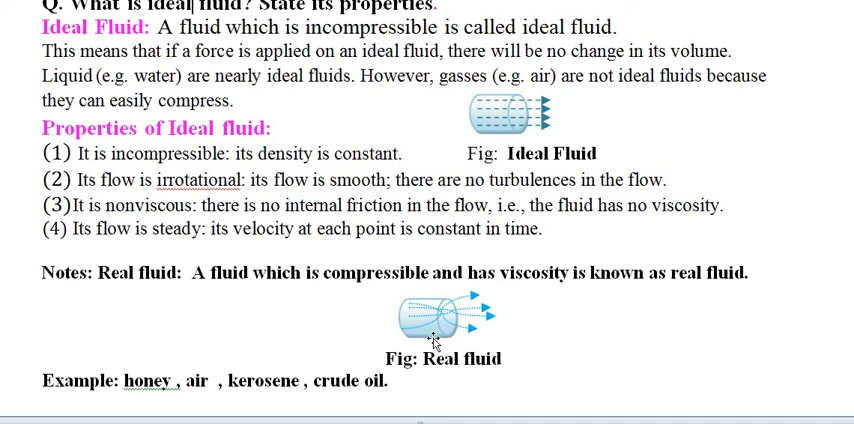 Q. What is ideal fluid? State its properties.
Ideal Fluid: A fluid which is incompressible is called ideal fluid.
This means that if a force is applied on an ideal fluid, there will be no change in its volume.
Liquid (e.g. water) are nearly ideal fluids. However, gasses (e.g. air) are not ideal fluids because
they can easily compress.
Properties of Ideal fluid:
(1) It is incompressible: its density is constant.
Fig: Ideal Fluid
(2) Its flow is irrotational: its flow is smooth; there are no turbulences in the flow.
(3)It is nonviscous: there is no internal friction in the flow, i.e., the fluid has no viscosity.
(4) Its flow is steady: its velocity at each point is constant in time.
Notes: Real fluid: A fluid which is compressible and has viscosity is known as real fluid.
Fig: Real fluid
Example: honey , air , kerosene , crude oil.